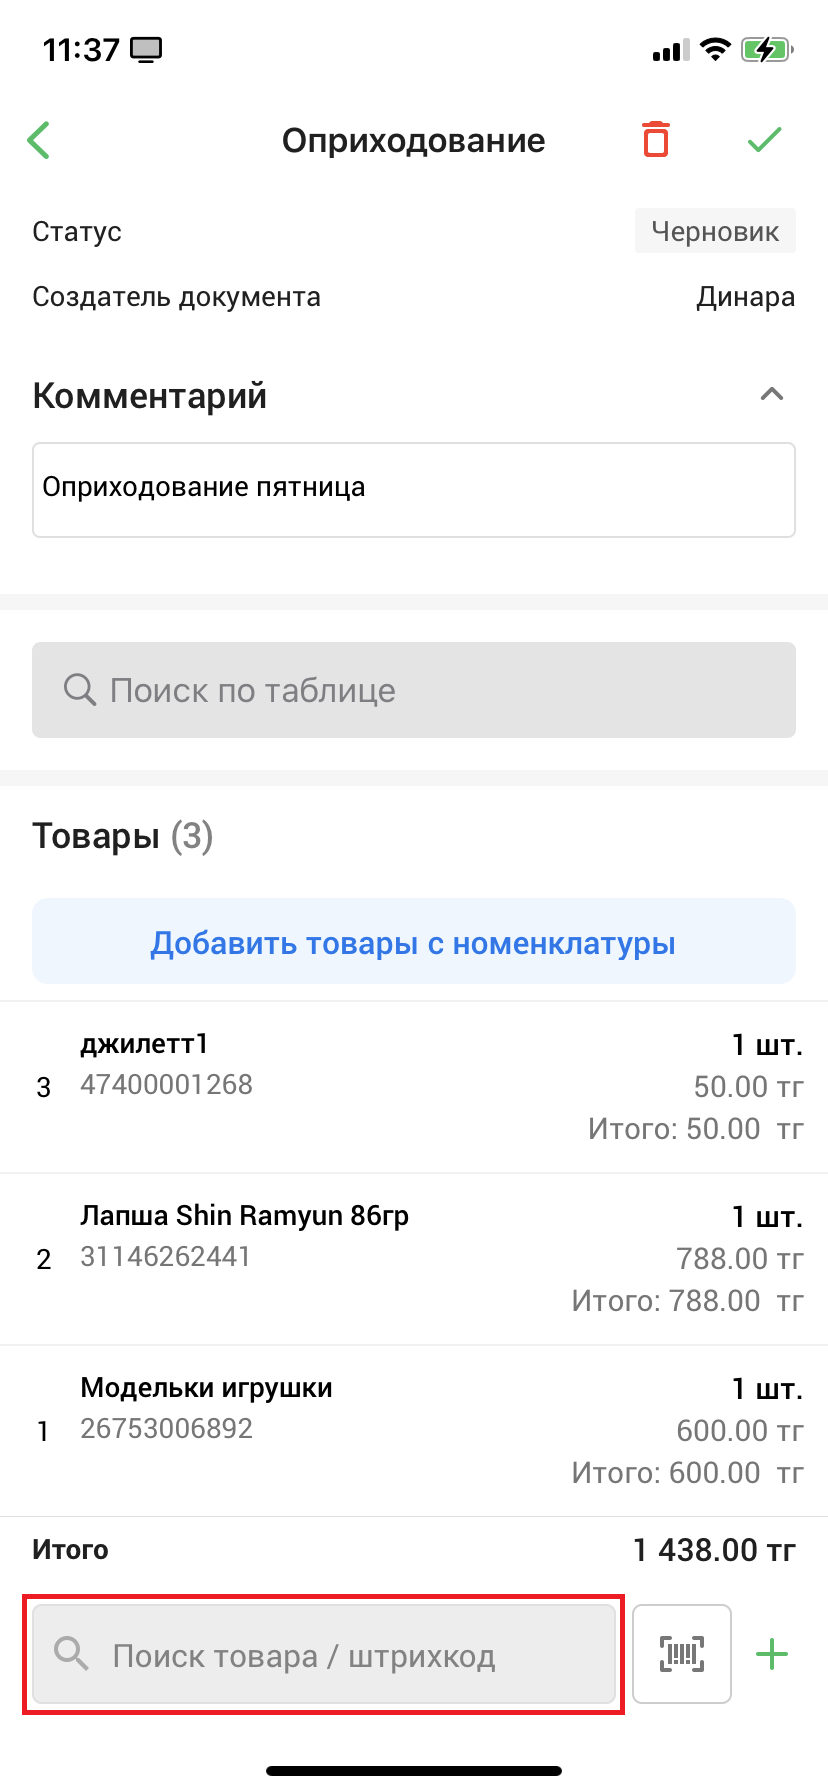 11:37
Оприходование
Статус Черновик
Создатель документа Динара
Комментарий
Оприходование пятница
Поиск по таблице
Товары (3)
Добавить товары с номенклатуры
джилетт1 1 шт.
3 47400001268 50.00 тг
Итого: 50.00 тг
Лапша Shin Ramyun 86гр 1 шт.
2 31146262441 788.00 тг
Итого: 788.00 тг
Модельки игрушки 1 шт.
1 26753006892 600.00 тг
Итого: 600.00 тг
Итого 1 438.00 тг
Поиск товара / штрихкод